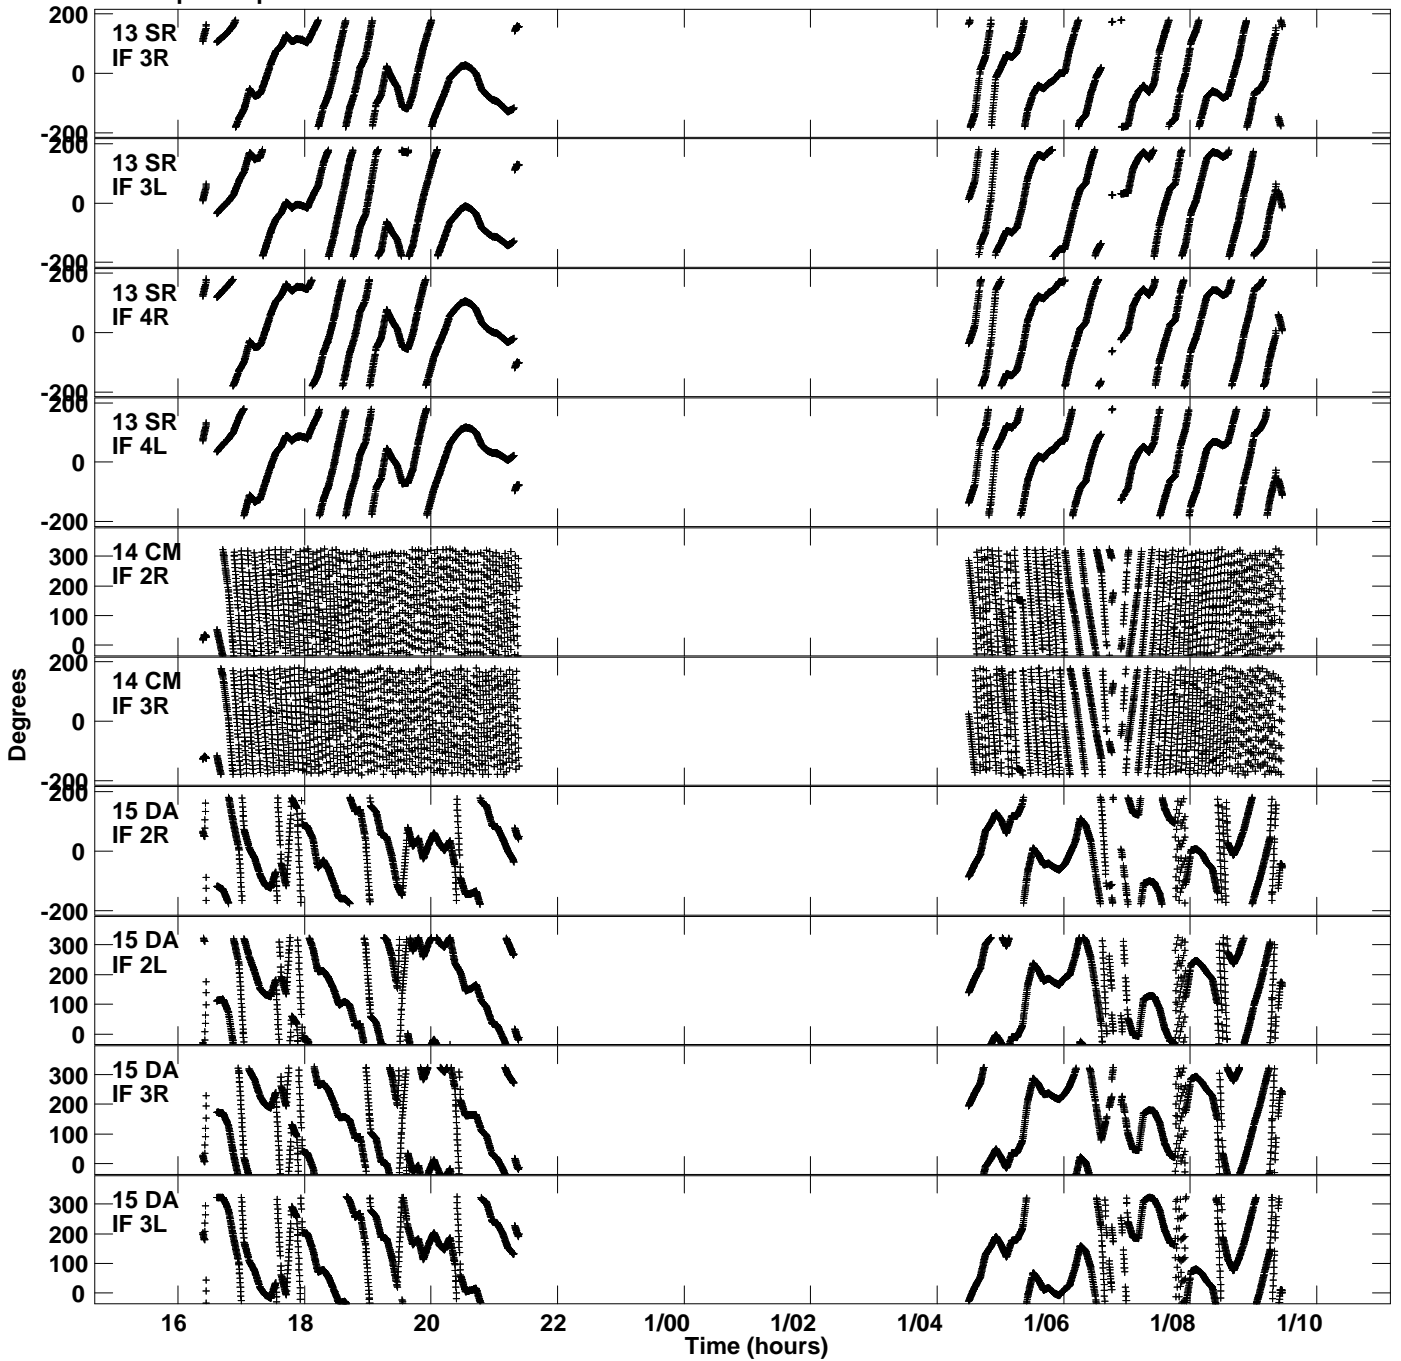 200
13 SR
IF 3R
0
-200
200
13 SR
IF 3L
0
-200
200
13 SR
IF 4R
0
-200
200
13 SR
IF 4L
0
-200
14 CM
IF 2R
300
200
100
0
200
14 CM
IF 3R
0
-200
200
15 DA
IF 2R
0
-200
15 DA
IF 2L
300
200
100
0
15 DA
IF 3R
300
200
100
0
15 DA
IF 3L
300
200
100
0
Degrees
16 18 20 22 1/00 1/02 1/04 1/06 1/08 1/10
Time (hours)